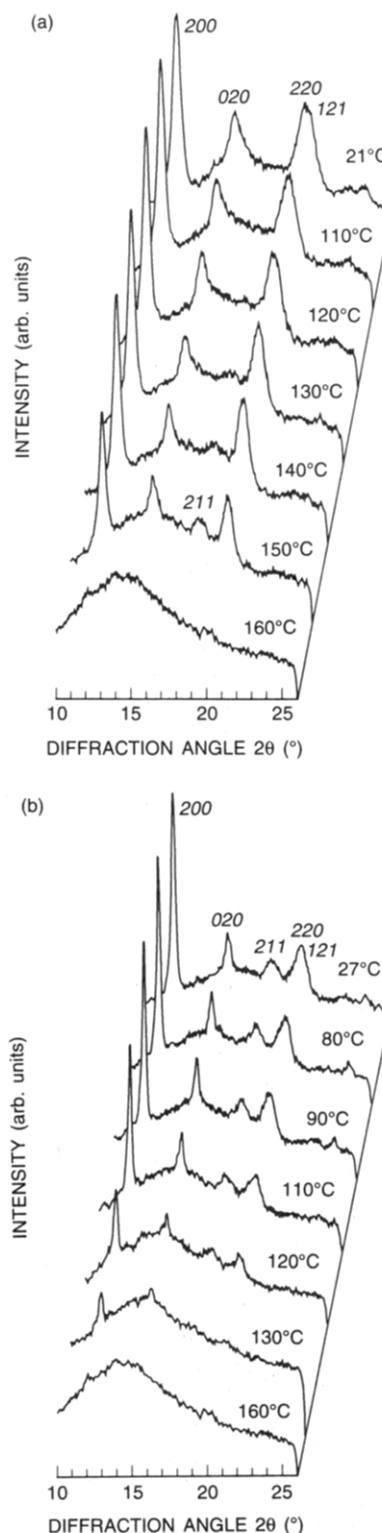 (a)
200
020
220
121
21°C
110°C
120°C
130°C
140°C
211
150°C
160°C
INTENSITY (arb. units)
10 15 20 25
DIFFRACTION ANGLE 2θ (°)
(b)
200
020
211
220
121
27°C
80°C
90°C
110°C
120°C
130°C
160°C
INTENSITY (arb. units)
10 15 20 25
DIFFRACTION ANGLE 2θ (°)